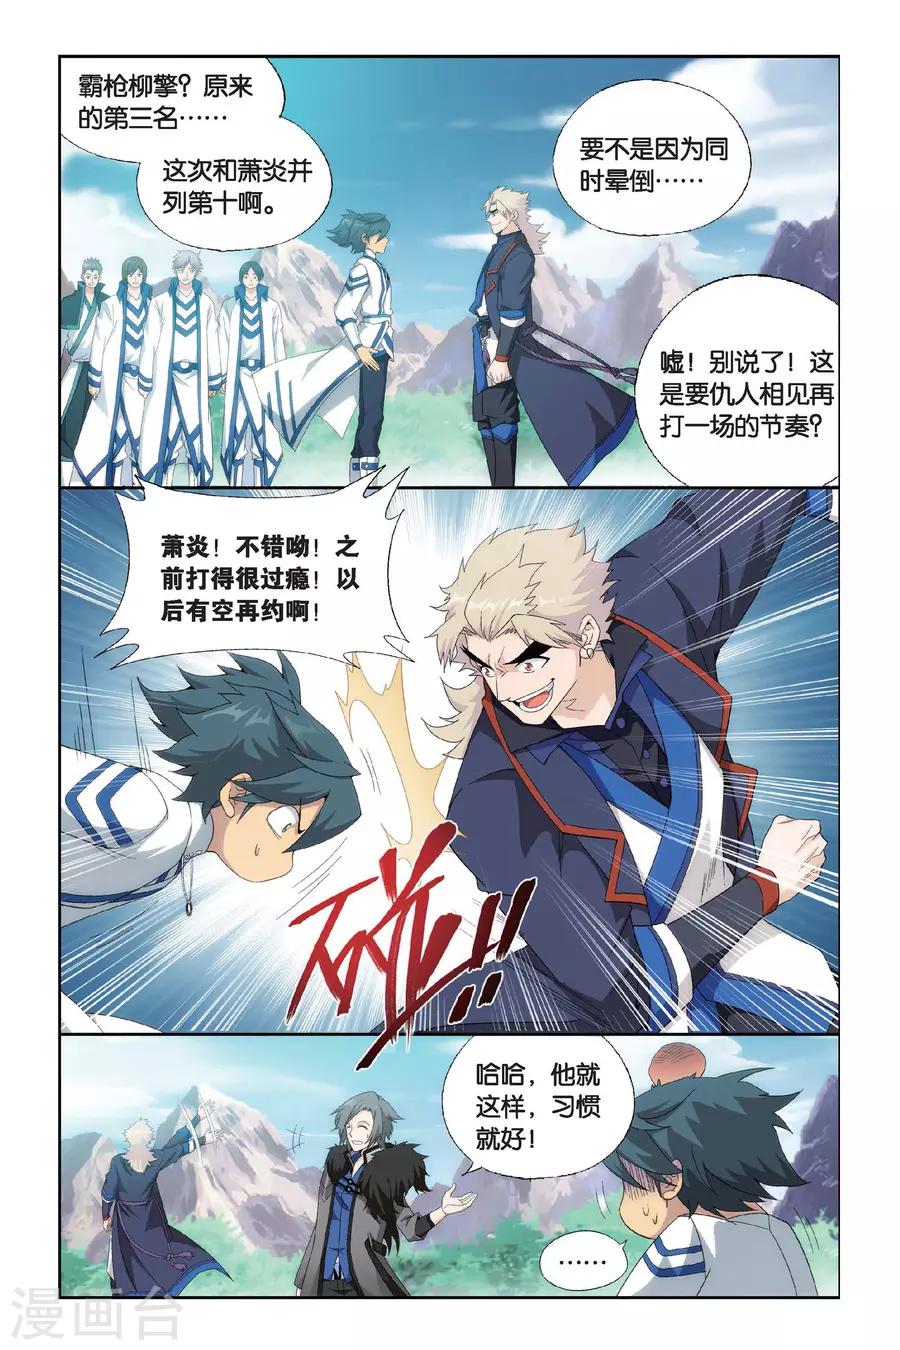 霸枪柳擎？原来
的第三名……
这次和萧炎并
列第十啊。
要不是因为同
时晕倒……
嘘！别说了！这
是要仇人相见再
打一场的节奏？
萧炎！不错呦！之
前打得很过瘾！以
后有空再约啊！
碰!!
哈哈，他就
这样，习惯
就好！
……
漫画台